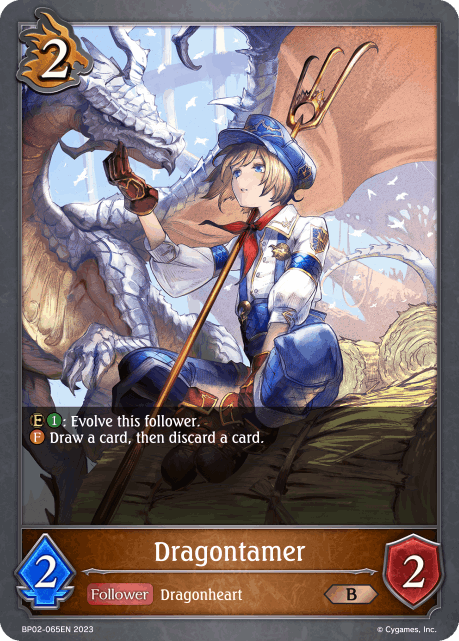 2
E 1: Evolve this follower.
F Draw a card, then discard a card.
Dragontamer
2
Follower Dragonheart
B
2
BP02-065EN 2023
© Cygames, Inc.